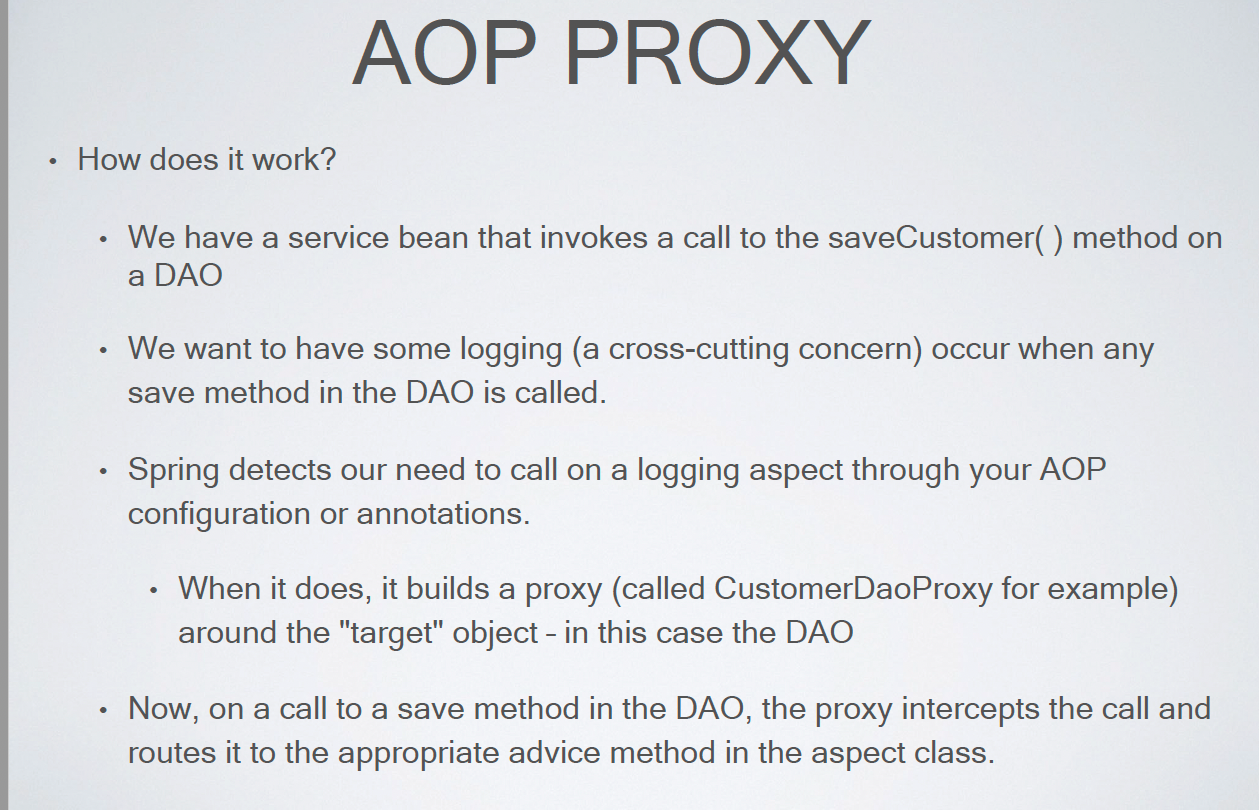 AOP PROXY
• How does it work?
• We have a service bean that invokes a call to the saveCustomer( ) method on
a DAO
• We want to have some logging (a cross-cutting concern) occur when any
save method in the DAO is called.
• Spring detects our need to call on a logging aspect through your AOP
configuration or annotations.
• When it does, it builds a proxy (called CustomerDaoProxy for example)
around the "target" object – in this case the DAO
• Now, on a call to a save method in the DAO, the proxy intercepts the call and
routes it to the appropriate advice method in the aspect class.